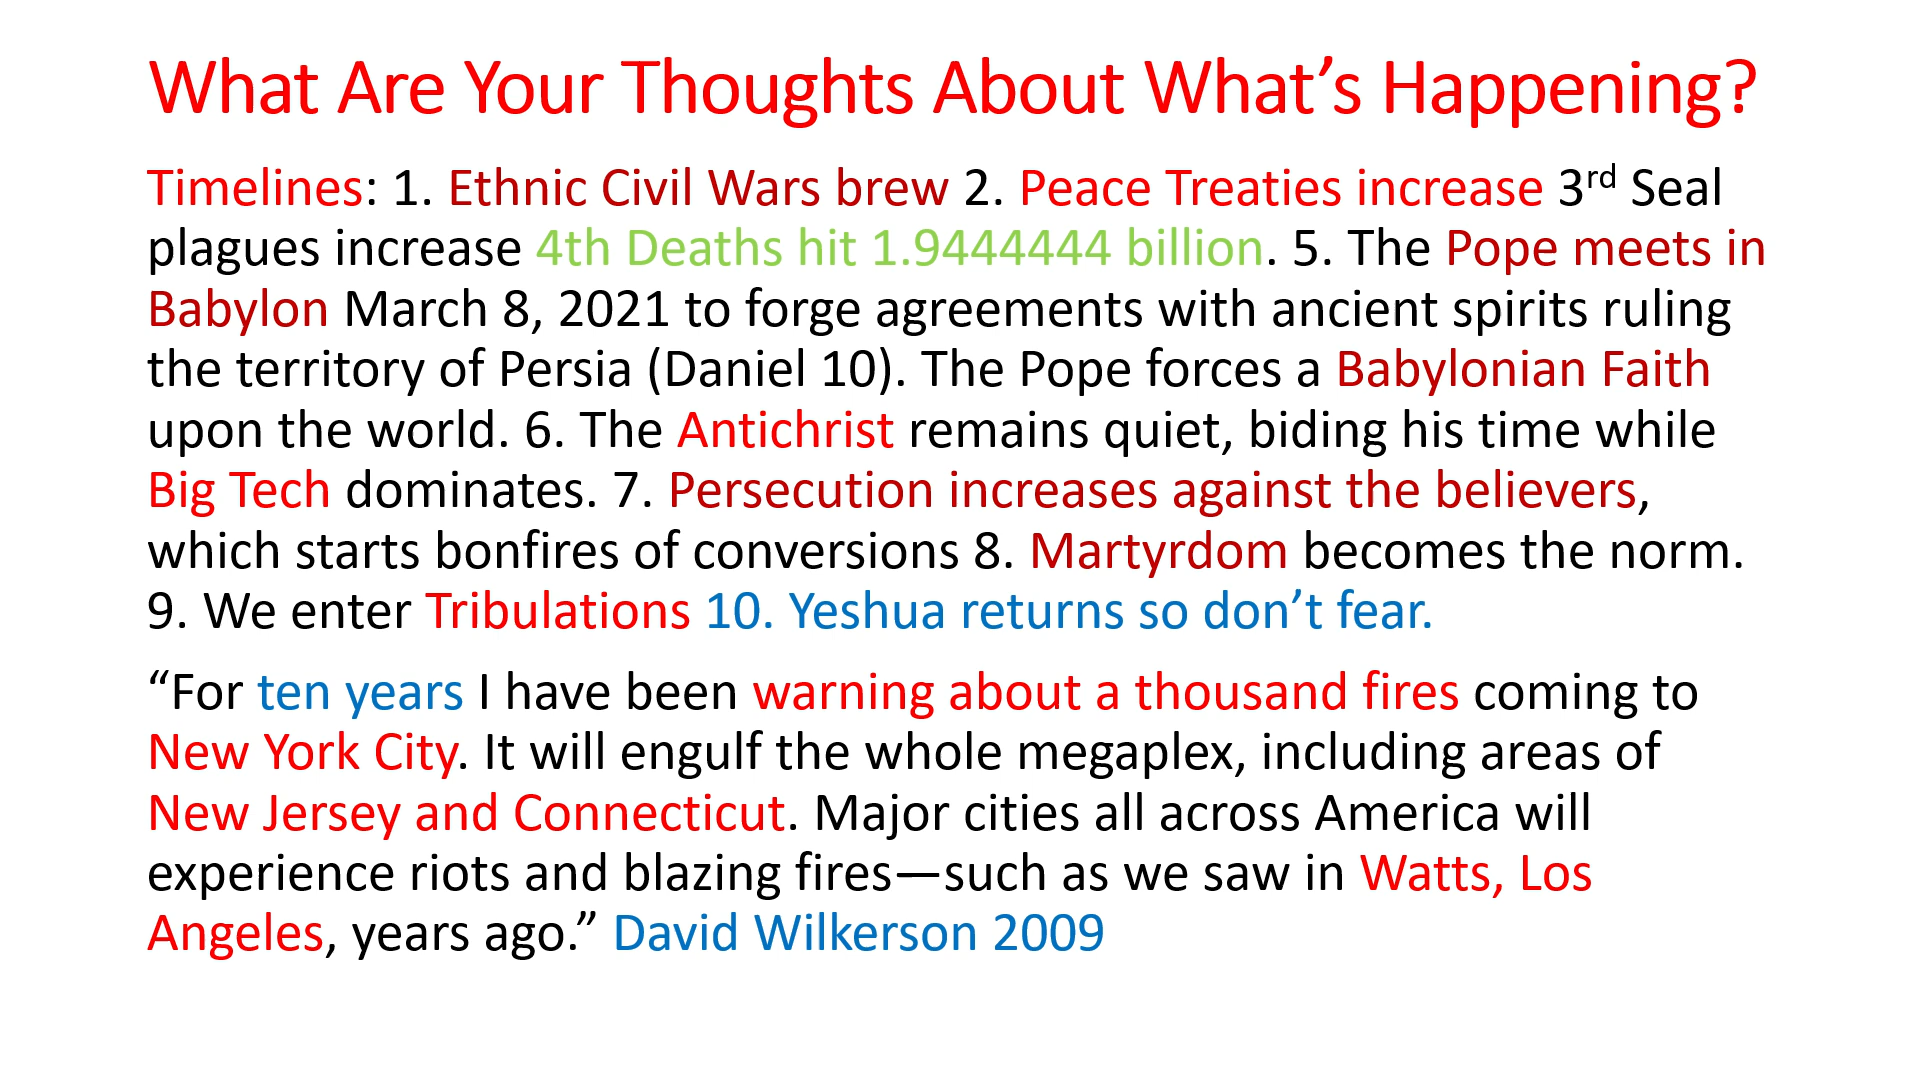 What Are Your Thoughts About What’s Happening?
Timelines: 1. Ethnic Civil Wars brew 2. Peace Treaties increase 3rd Seal
plagues increase 4th Deaths hit 1.9444444 billion. 5. The Pope meets in
Babylon March 8, 2021 to forge agreements with ancient spirits ruling
the territory of Persia (Daniel 10). The Pope forces a Babylonian Faith
upon the world. 6. The Antichrist remains quiet, biding his time while
Big Tech dominates. 7. Persecution increases against the believers,
which starts bonfires of conversions 8. Martyrdom becomes the norm.
9. We enter Tribulations 10. Yeshua returns so don’t fear.
“For ten years I have been warning about a thousand fires coming to
New York City. It will engulf the whole megaplex, including areas of
New Jersey and Connecticut. Major cities all across America will
experience riots and blazing fires—such as we saw in Watts, Los
Angeles, years ago.” David Wilkerson 2009